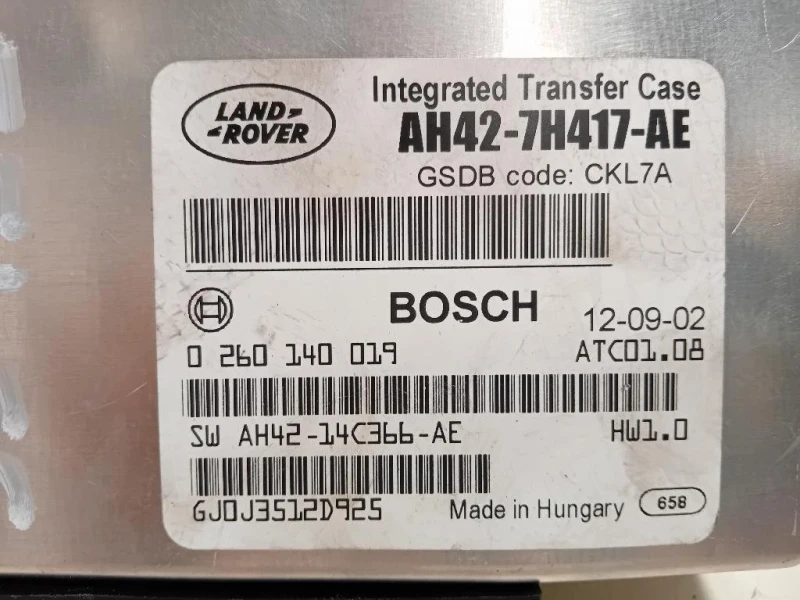 LAND
ROVER
Integrated Transfer Case
AH42-7H417-AE
GSDB code: CKL7A
BOSCH 12-09-02
0 260 140 019 ATC01.08
SW AH42-14C366-AE HW1.0
GJ0J3512D925 Made in Hungary 658